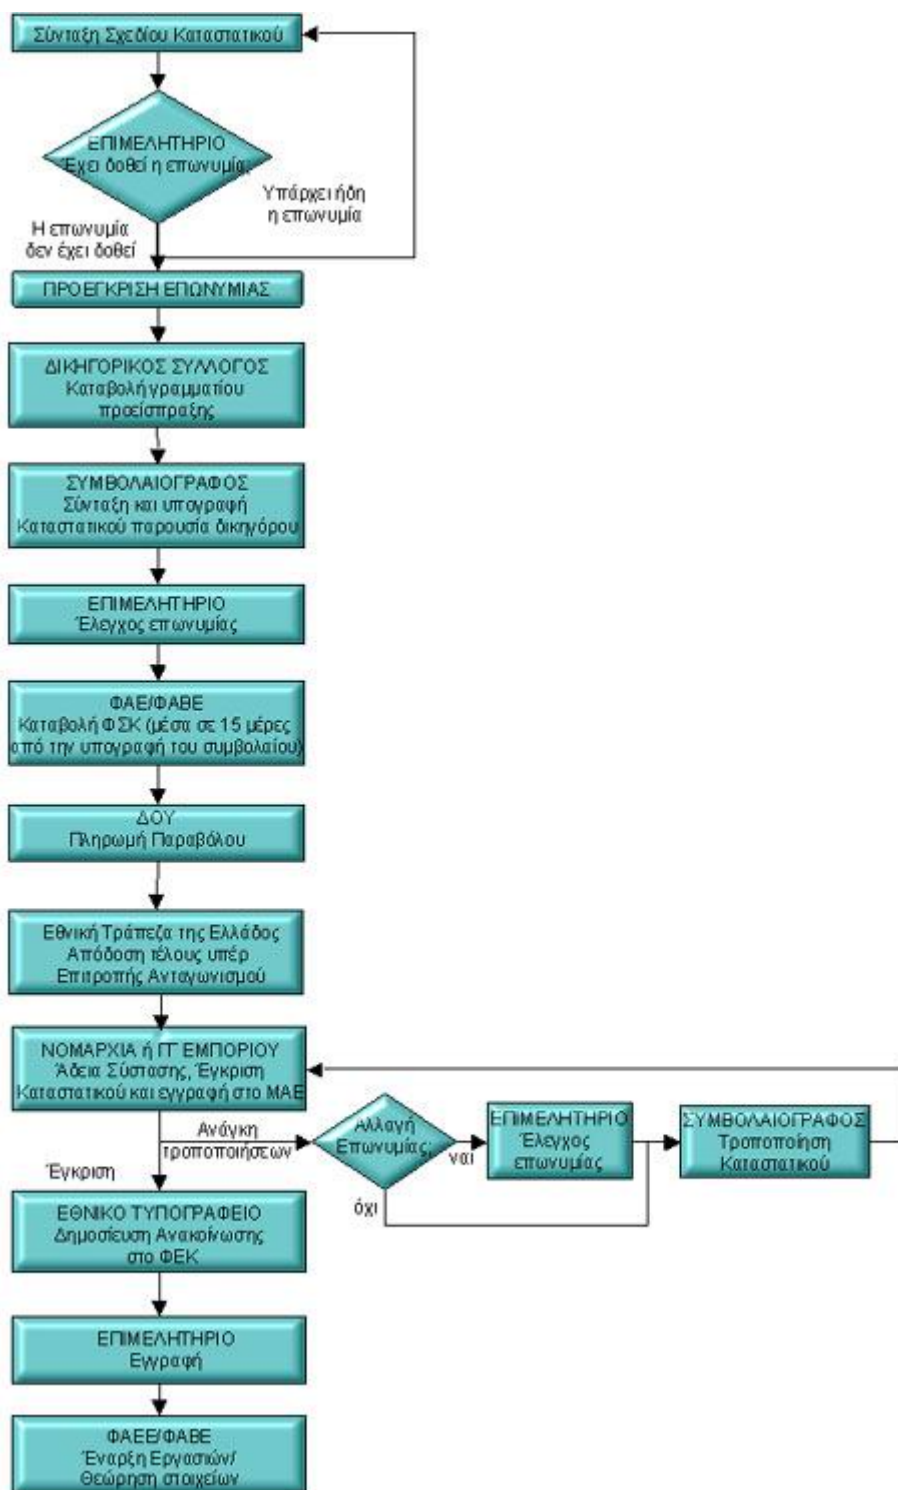 Σύνταξη Σχεδίου Καταστατικού
ΕΠΙΜΕΛΗΤΗΡΙΟ
Έχει δοθεί η επωνυμία;
Υπάρχει ήδη
η επωνυμία
Η επωνυμία
δεν έχει δοθεί
ΠΡΟΕΓΚΡΙΣΗ ΕΠΩΝΥΜΙΑΣ
ΔΙΚΗΓΟΡΙΚΟΣ ΣΥΛΛΟΓΟΣ
Καταβολή γραμματίου
προείσπραξης
ΣΥΜΒΟΛΑΙΟΓΡΑΦΟΣ
Σύνταξη και υπογραφή
Καταστατικού παρουσία δικηγόρου
ΕΠΙΜΕΛΗΤΗΡΙΟ
Έλεγχος επωνυμίας
ΦΑΕ/ΦΑΒΕ
Καταβολή ΦΣΚ (μέσα σε 15 μέρες
από την υπογραφή του συμβολαίου)
ΔΟΥ
Πληρωμή Παραβόλου
Εθνική Τράπεζα της Ελλάδος
Απόδοση τέλους υπέρ
Επιτροπής Ανταγωνισμού
ΝΟΜΑΡΧΙΑ ή ΓΓ ΕΜΠΟΡΙΟΥ
Άδεια Σύστασης, Έγκριση
Καταστατικού και εγγραφή στο ΜΑΕ
Ανάγκη
τροποποιήσεων
Αλλαγή
Επωνυμίας;
ναι
όχι
ΕΠΙΜΕΛΗΤΗΡΙΟ
Έλεγχος
επωνυμίας
ΣΥΜΒΟΛΑΙΟΓΡΑΦΟΣ
Τροποποίηση
Καταστατικού
Έγκριση
ΕΘΝΙΚΟ ΤΥΠΟΓΡΑΦΕΙΟ
Δημοσίευση Ανακοίνωσης
στο ΦΕΚ
ΕΠΙΜΕΛΗΤΗΡΙΟ
Εγγραφή
ΦΑΕΕ/ΦΑΒΕ
Έναρξη Εργασιών/
Θεώρηση στοιχείων